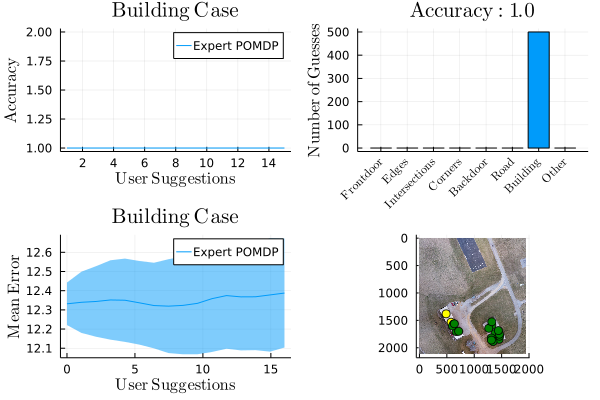 Building Case
Accuracy
2.00
1.75
1.50
1.25
1.00
Expert POMDP
2 4 6 8 10 12 14
User Suggestions
Accuracy : 1.0
Number of Guesses
500
400
300
200
100
0
Frontdoor
Edges
Intersections
Corners
Backdoor
Road
Building
Other
Building Case
Mean Error
12.6
12.5
12.4
12.3
12.2
12.1
Expert POMDP
0 5 10 15
User Suggestions
0
500
1000
1500
2000
0 500 1000 1500 2000